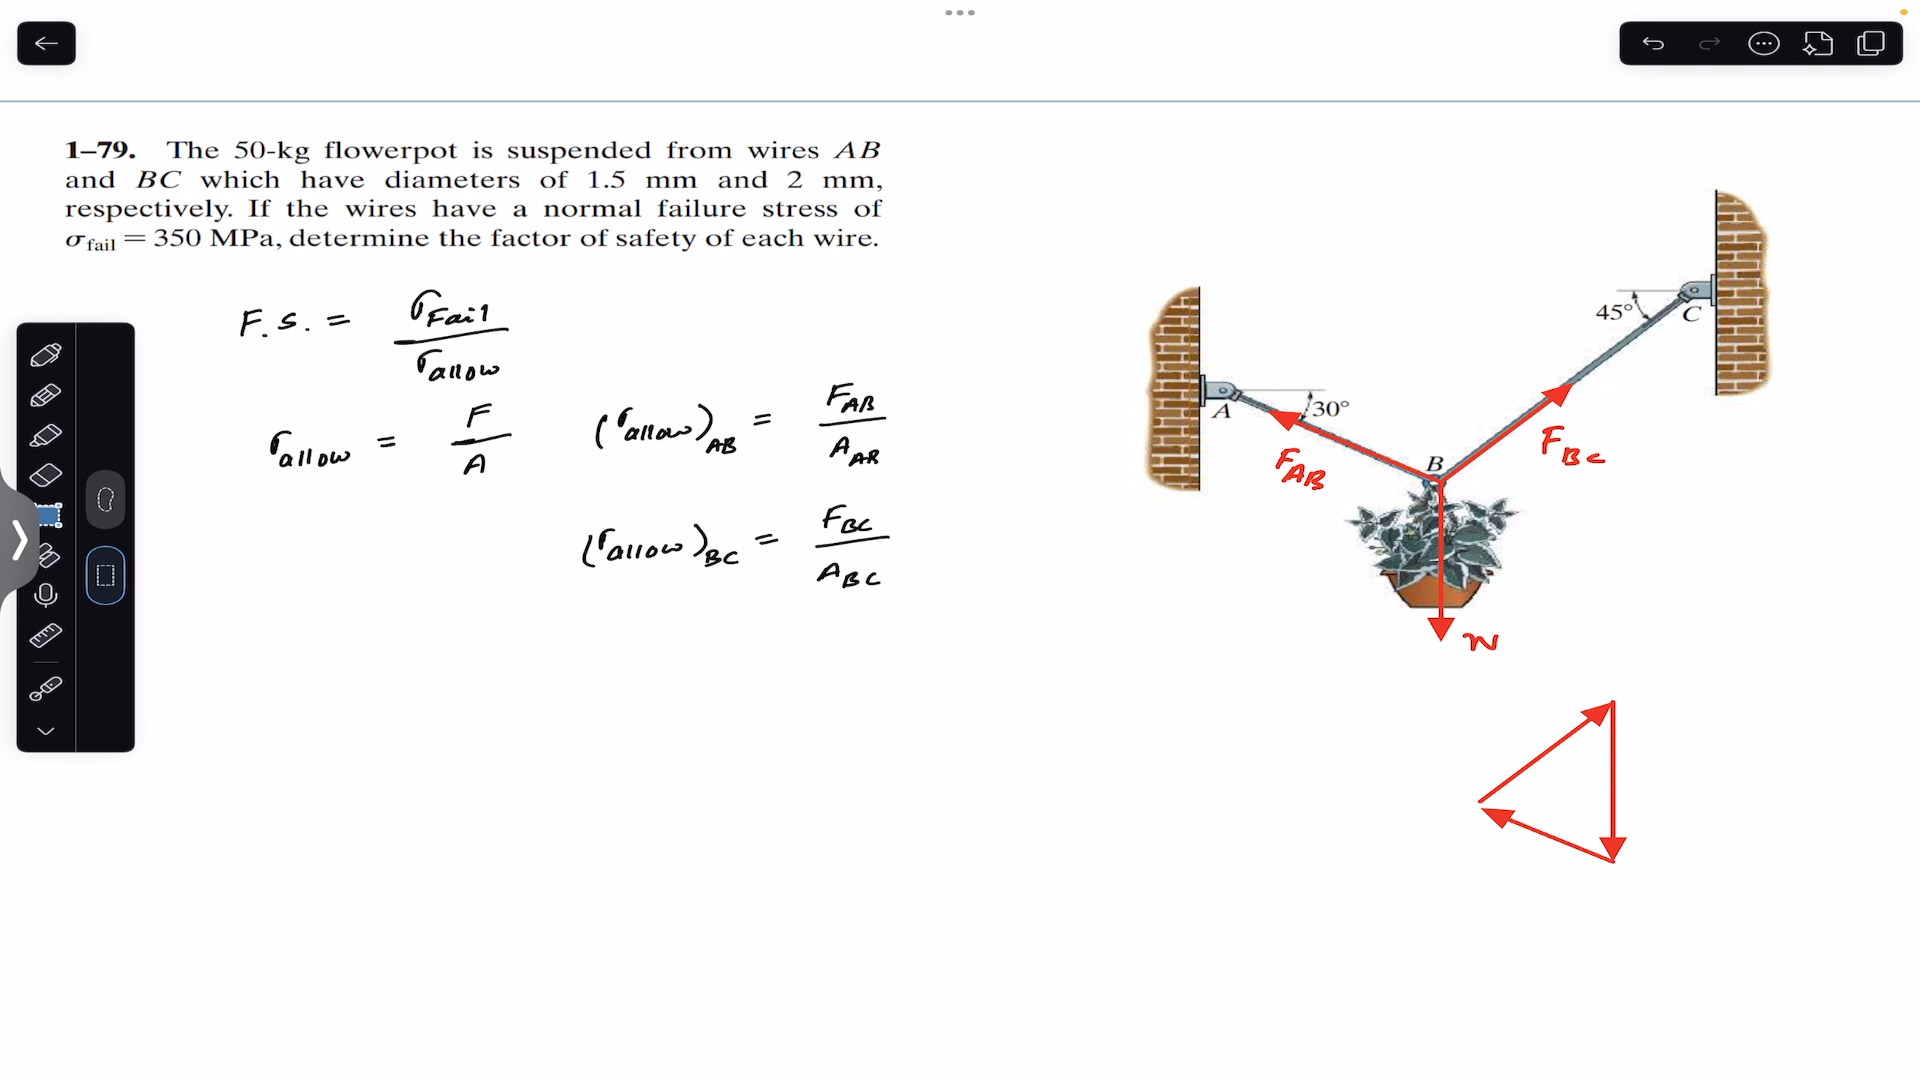 1–79. The 50-kg flowerpot is suspended from wires AB
and BC which have diameters of 1.5 mm and 2 mm,
respectively. If the wires have a normal failure stress of
σfail = 350 MPa, determine the factor of safety of each wire.
F.S. = σFail / σallow
σallow = F / A
(σallow)AB = FAB / AAB
(σallow)BC = FBC / ABC
45°
C
A
30°
B
FAB
FBC
W